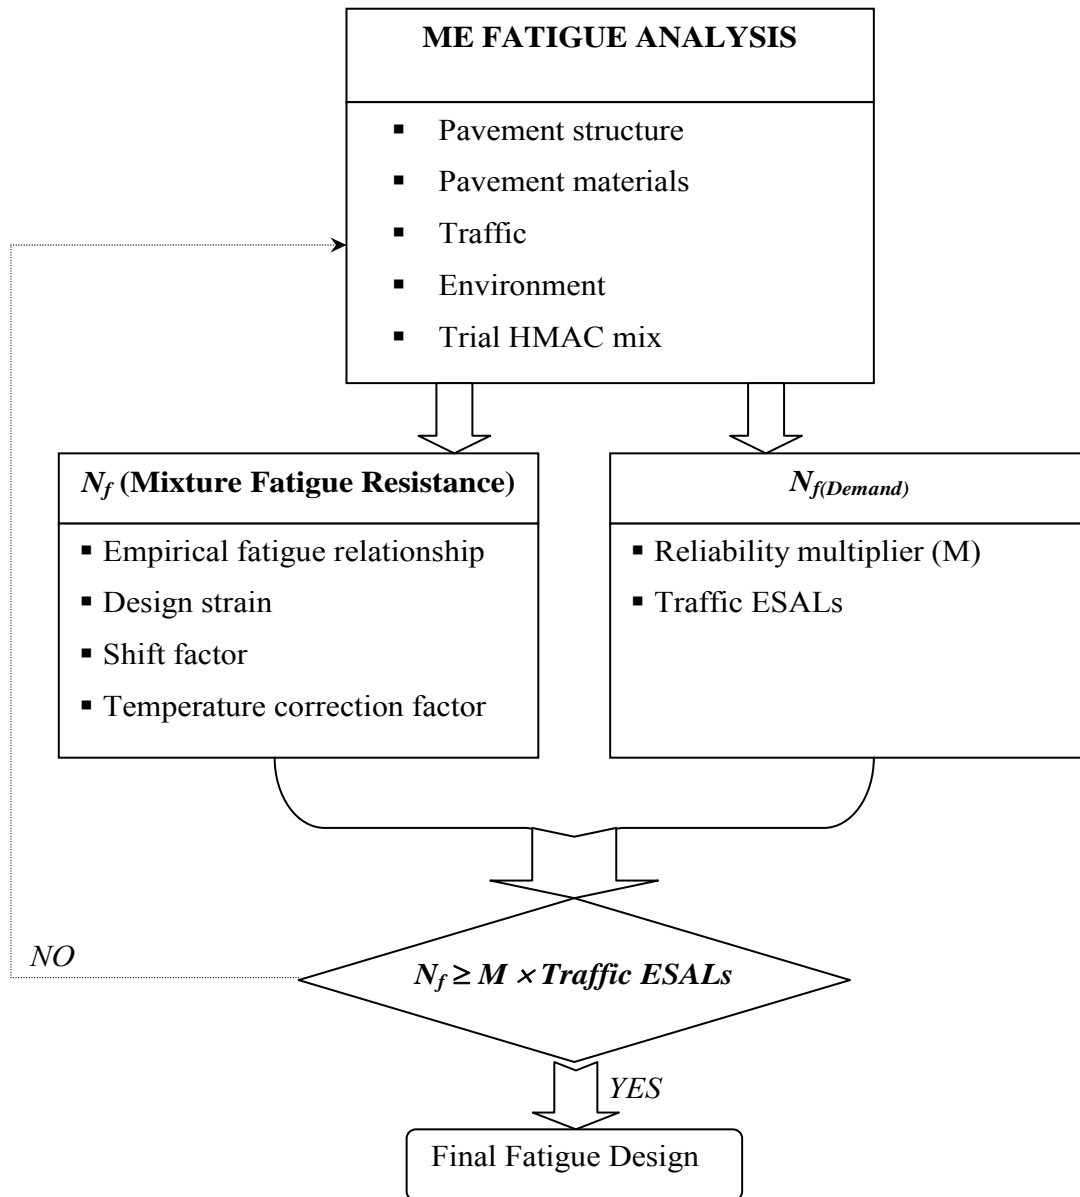 ME FATIGUE ANALYSIS
▪ Pavement structure
▪ Pavement materials
▪ Traffic
▪ Environment
▪ Trial HMAC mix
Nf (Mixture Fatigue Resistance)
▪ Empirical fatigue relationship
▪ Design strain
▪ Shift factor
▪ Temperature correction factor
Nf(Demand)
▪ Reliability multiplier (M)
▪ Traffic ESALs
NO
Nf ≥ M × Traffic ESALs
YES
Final Fatigue Design